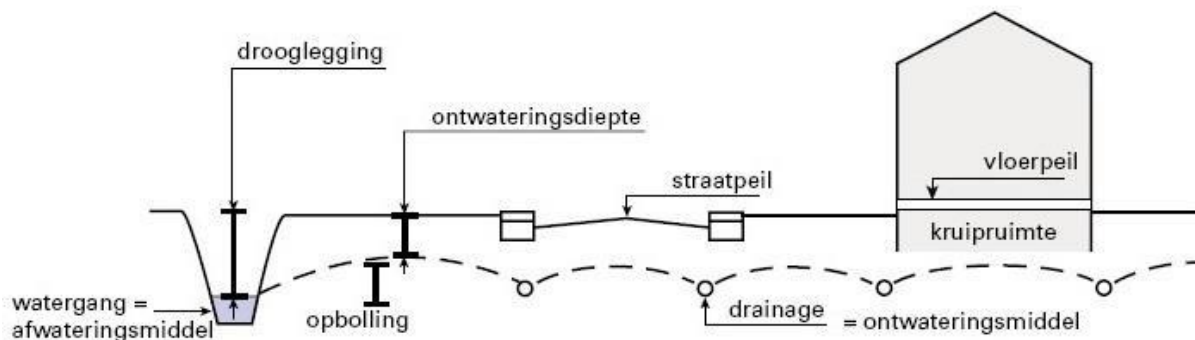 drooglegging
ontwateringsdiepte
straatpeil
vloerpeil
kruipruimte
watergang =
afwateringsmiddel
opbolling
drainage = ontwateringsmiddel